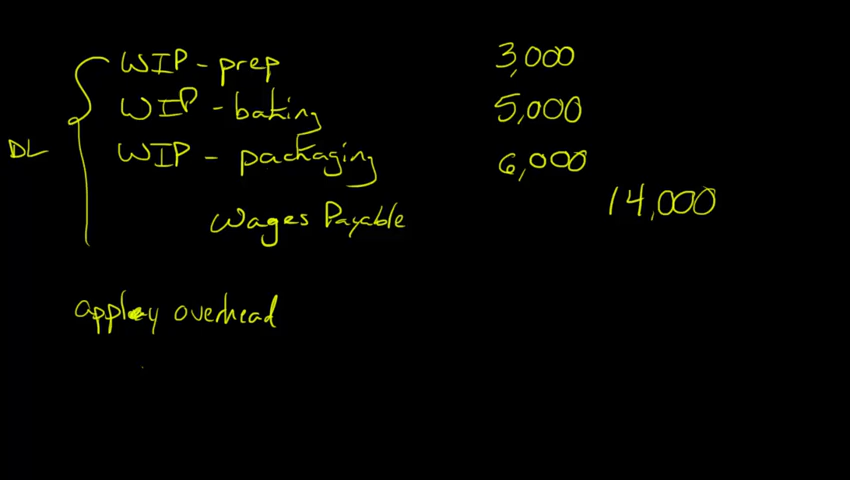 WIP - prep 3,000
WIP - baking 5,000
DL WIP - packaging 6,000
Wages Payable 14,000
apply overhead